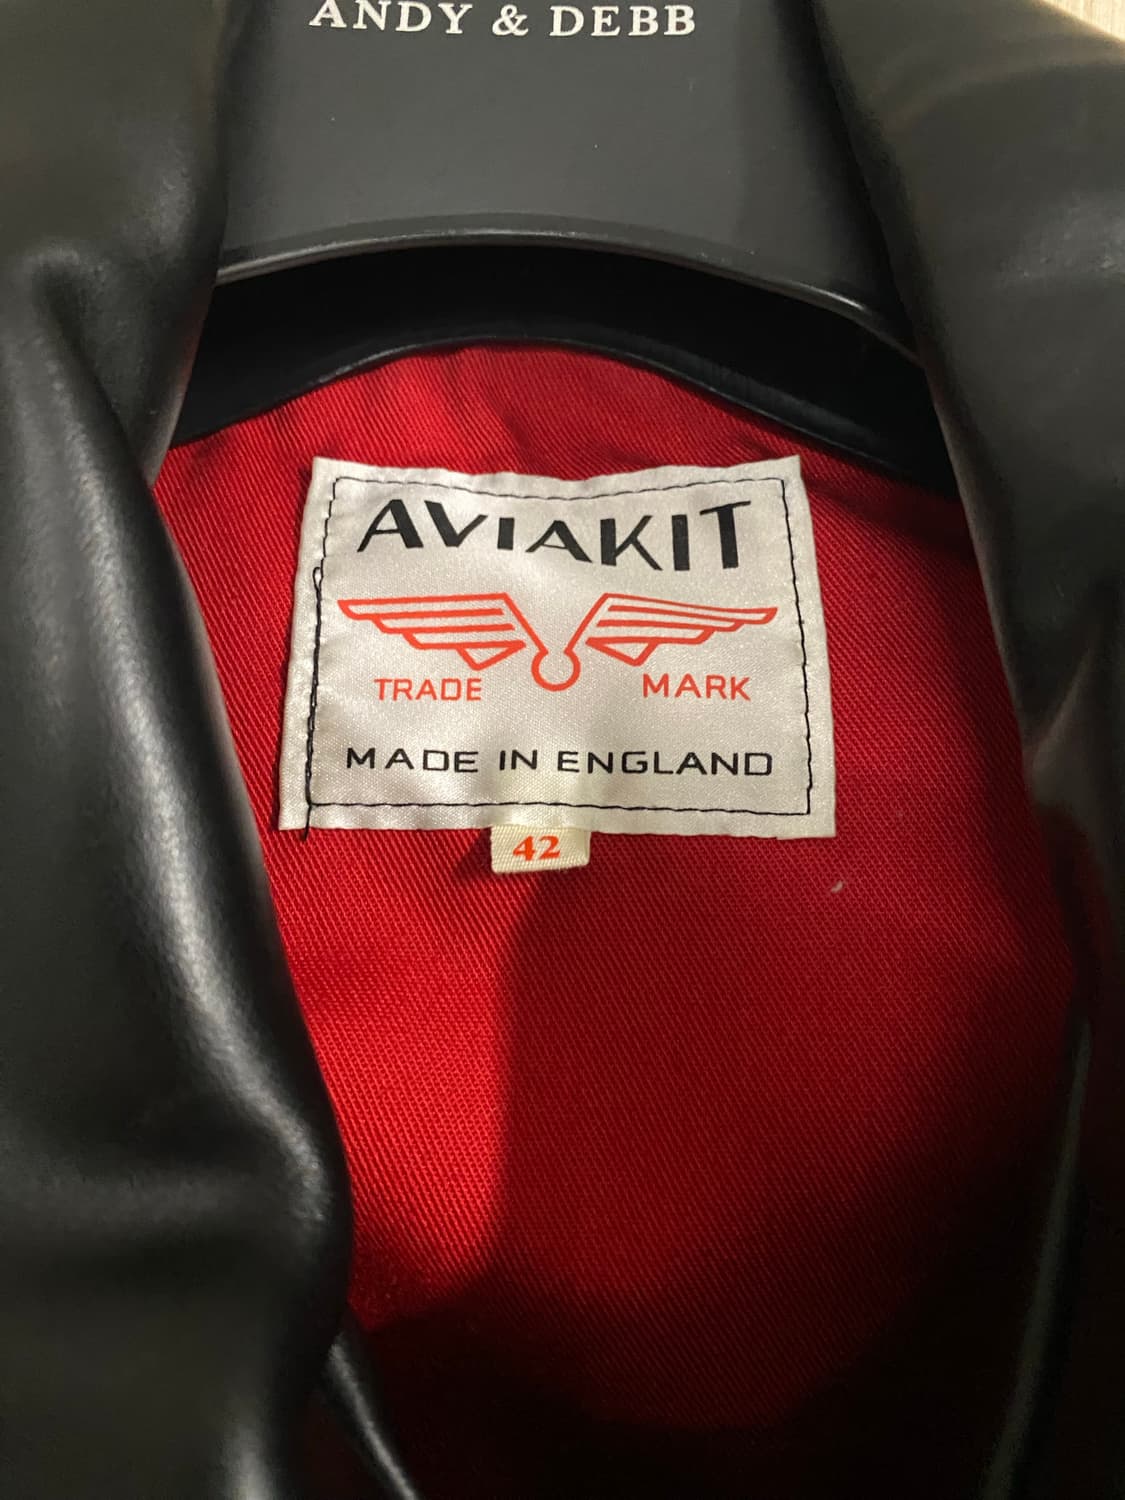 ANDY & DEBB
AVIAKIT
TRADE MARK
MADE IN ENGLAND
42